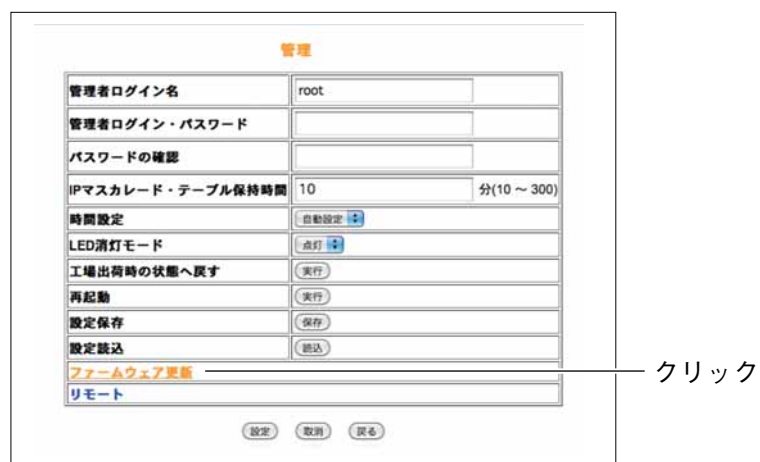 管理
管理者ログイン名 root
管理者ログイン・パスワード
パスワードの確認
IPマスカレード・テーブル保持時間 10 分(10 ～ 300)
時間設定 自動設定
LED消灯モード 点灯
工場出荷時の状態へ戻す 実行
再起動 実行
設定保存 保存
設定読込 読込
ファームウェア更新 クリック
リモート
設定 取消 戻る